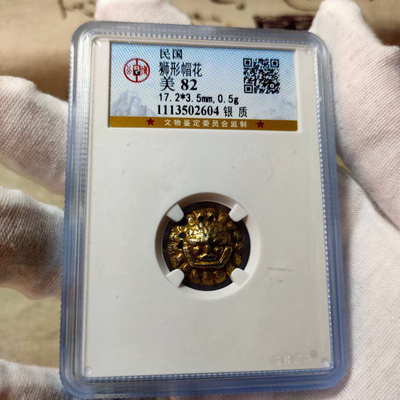 民国
狮形帽花
美 82
17.2*3.5mm,0.5g
1113502604 银 质
★ 文物鉴定委员会监制 ★